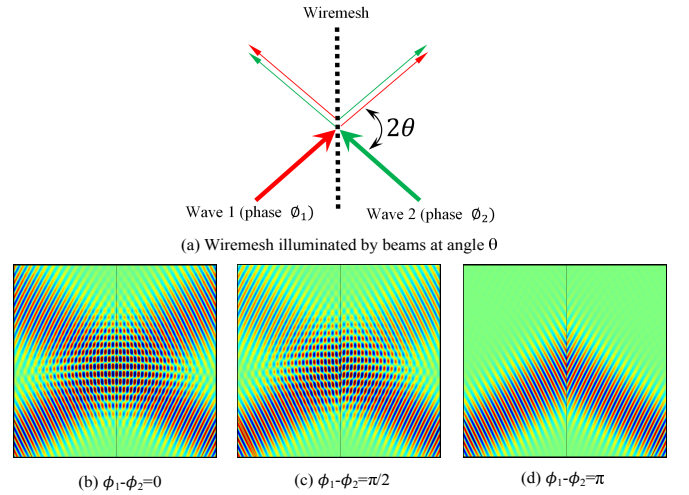 Wiremesh
2θ
Wave 1 (phase ∅₁)
Wave 2 (phase ∅₂)
(a) Wiremesh illuminated by beams at angle θ
(b) ϕ₁-ϕ₂=0
(c) ϕ₁-ϕ₂=π/2
(d) ϕ₁-ϕ₂=π